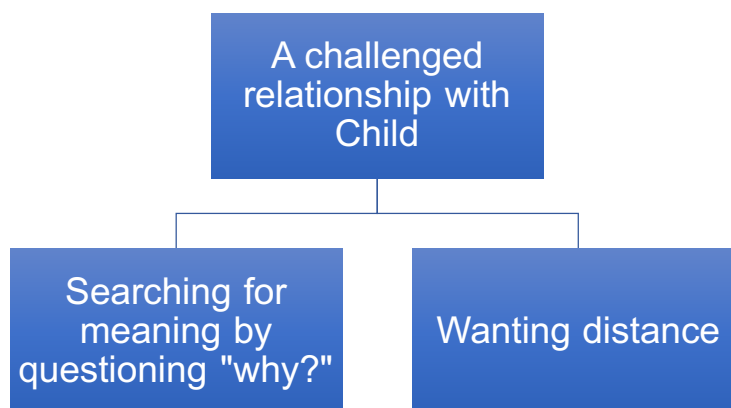 A challenged
relationship with
Child
Searching for
meaning by
questioning "why?"
Wanting distance